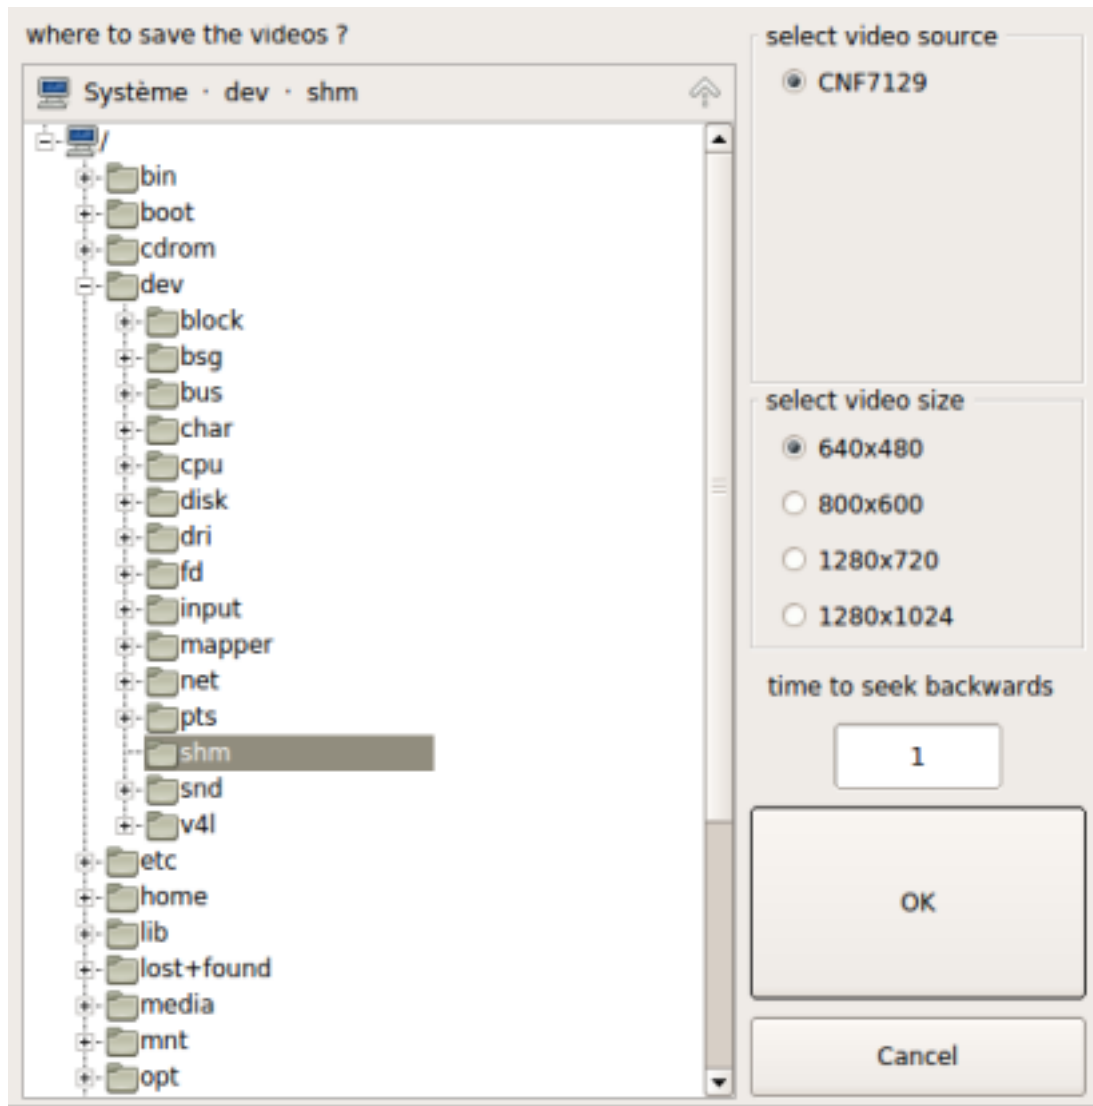 where to save the videos ?
Système · dev · shm
/
bin
boot
cdrom
dev
block
bsg
bus
char
cpu
disk
dri
fd
input
mapper
net
pts
shm
snd
v4l
etc
home
lib
lost+found
media
mnt
opt
select video source
CNF7129
select video size
640x480
800x600
1280x720
1280x1024
time to seek backwards
1
OK
Cancel